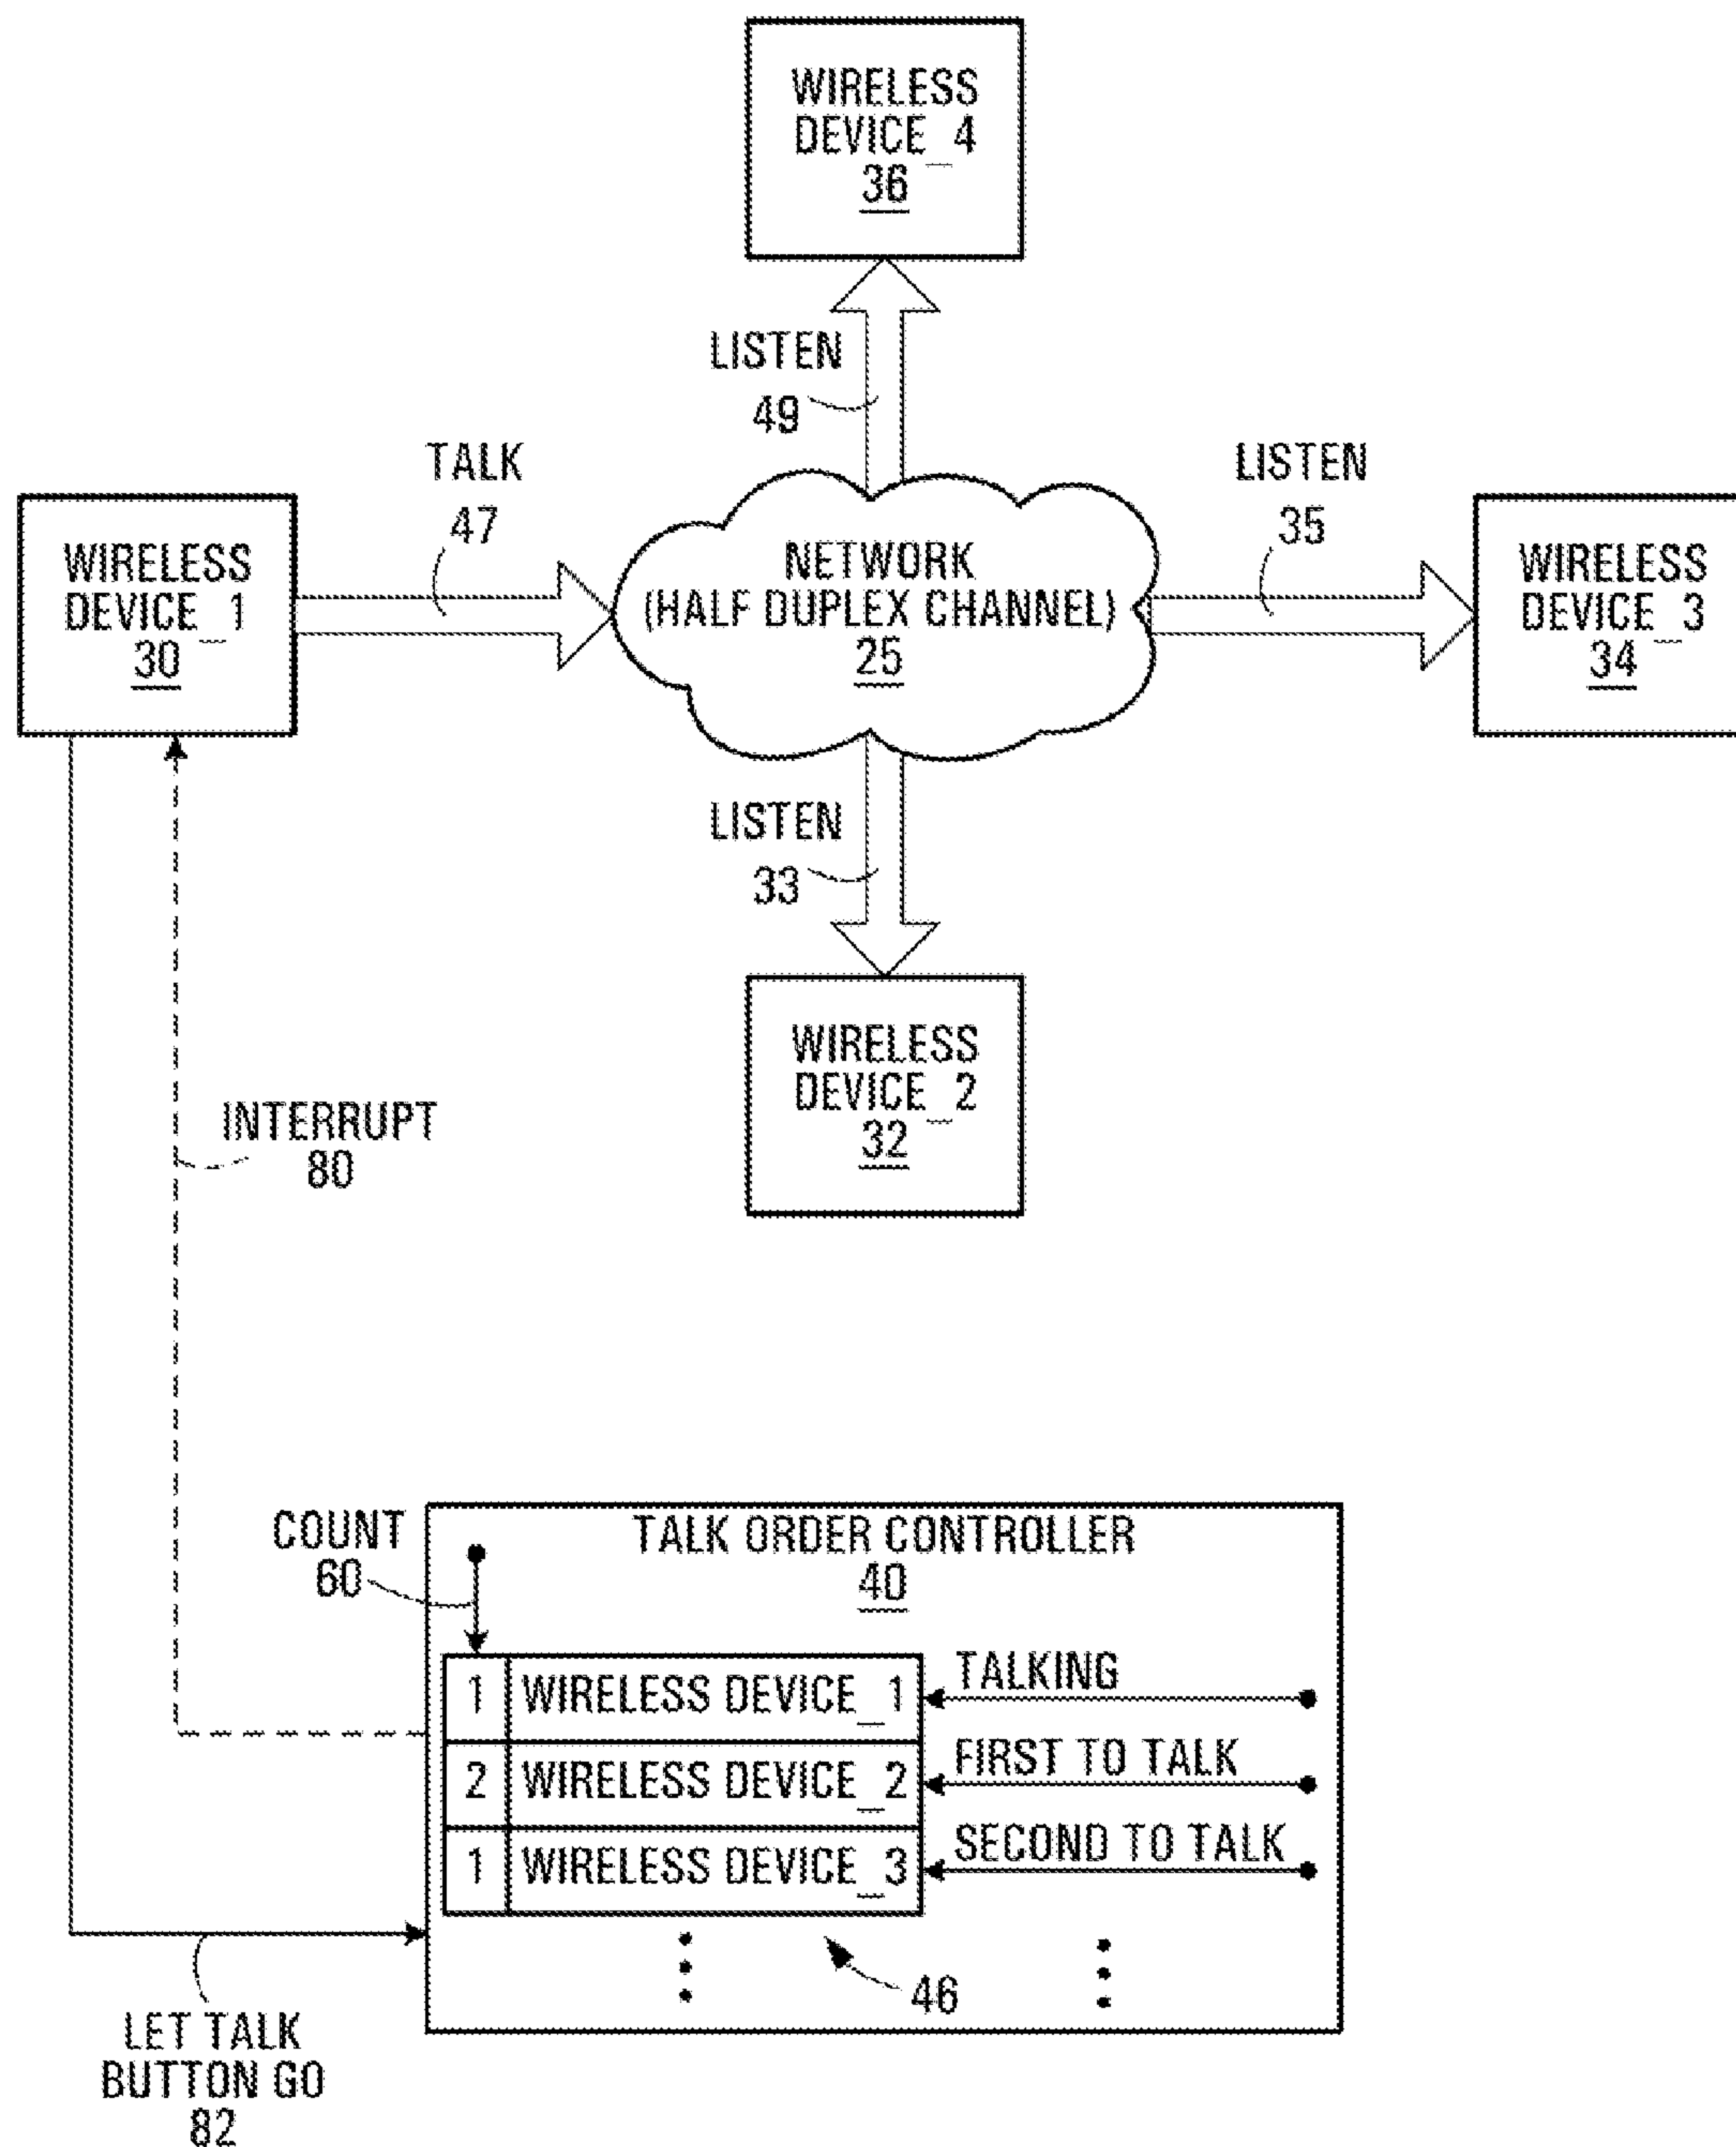 WIRELESS
DEVICE_4
36
LISTEN
49
TALK
47
LISTEN
35
WIRELESS
DEVICE_1
30
NETWORK
(HALF DUPLEX CHANNEL)
25
WIRELESS
DEVICE_3
34
LISTEN
33
WIRELESS
DEVICE_2
32
INTERRUPT
80
COUNT
60
TALK ORDER CONTROLLER
40
1 WIRELESS DEVICE_1 TALKING
2 WIRELESS DEVICE_2 FIRST TO TALK
1 WIRELESS DEVICE_3 SECOND TO TALK
46
LET TALK
BUTTON GO
82